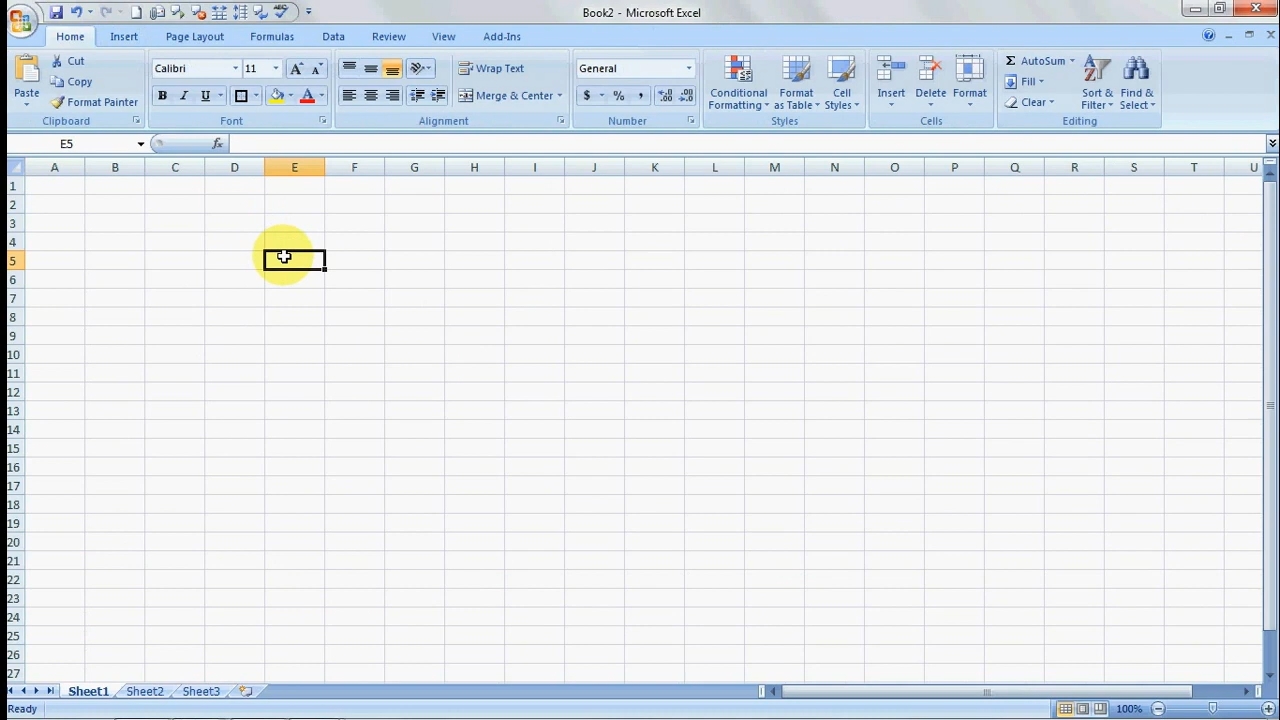 Book2 - Microsoft Excel
Home Insert Page Layout Formulas Data Review View Add-Ins
Paste
Cut
Copy
Format Painter
Clipboard
Calibri 11
B I U A
Font
Wrap Text
Merge & Center
Alignment
General
$ % ,
Number
Conditional Formatting
Format as Table
Cell Styles
Styles
Insert
Delete
Format
Cells
Σ AutoSum
Fill
Clear
Sort & Filter
Find & Select
Editing
E5 fx
A B C D E F G H I J K L M N O P Q R S T U
1
2
3
4
5
6
7
8
9
10
11
12
13
14
15
16
17
18
19
20
21
22
23
24
25
26
27
Sheet1 Sheet2 Sheet3
Ready 100%